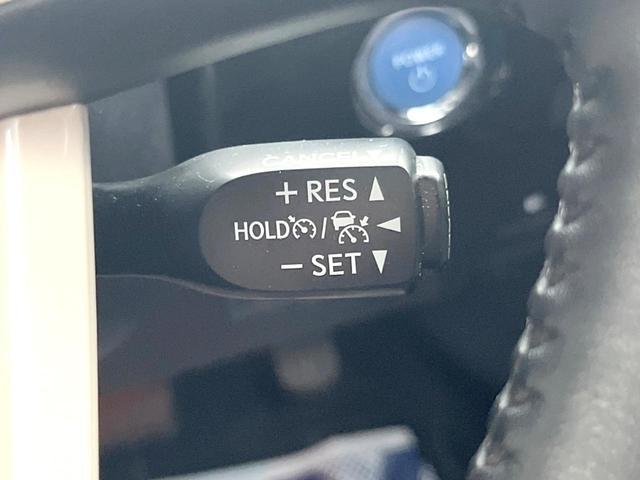 POWER
CANCEL
+ RES ▲
HOLD / ◀
− SET ▼